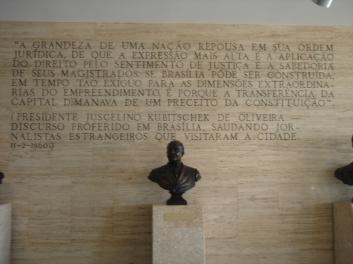 "A GRANDEZA DE UMA NAÇÃO REPOUSA EM SUA ORDEM
JURÍDICA, DE QUE A EXPRESSÃO MAIS ALTA É A APLICAÇÃO
DO DIREITO PELO SENTIMENTO DE JUSTIÇA E A SABEDORIA
DE SEUS MAGISTRADOS. SE BRASÍLIA PÔDE SER CONSTRUÍDA,
EM TEMPO TÃO EXÍGUO PARA AS DIMENSÕES EXTRAORDINÁ-
RIAS DO EMPREENDIMENTO, É PORQUE A TRANSFERÊNCIA DA
CAPITAL DIMANAVA DE UM PRECEITO DA CONSTITUIÇÃO".
(PRESIDENTE JUSCELINO KUBITSCHEK DE OLIVEIRA
DISCURSO PROFERIDO EM BRASÍLIA, SAUDANDO JOR-
NALISTAS ESTRANGEIROS QUE VISITARAM A CIDADE